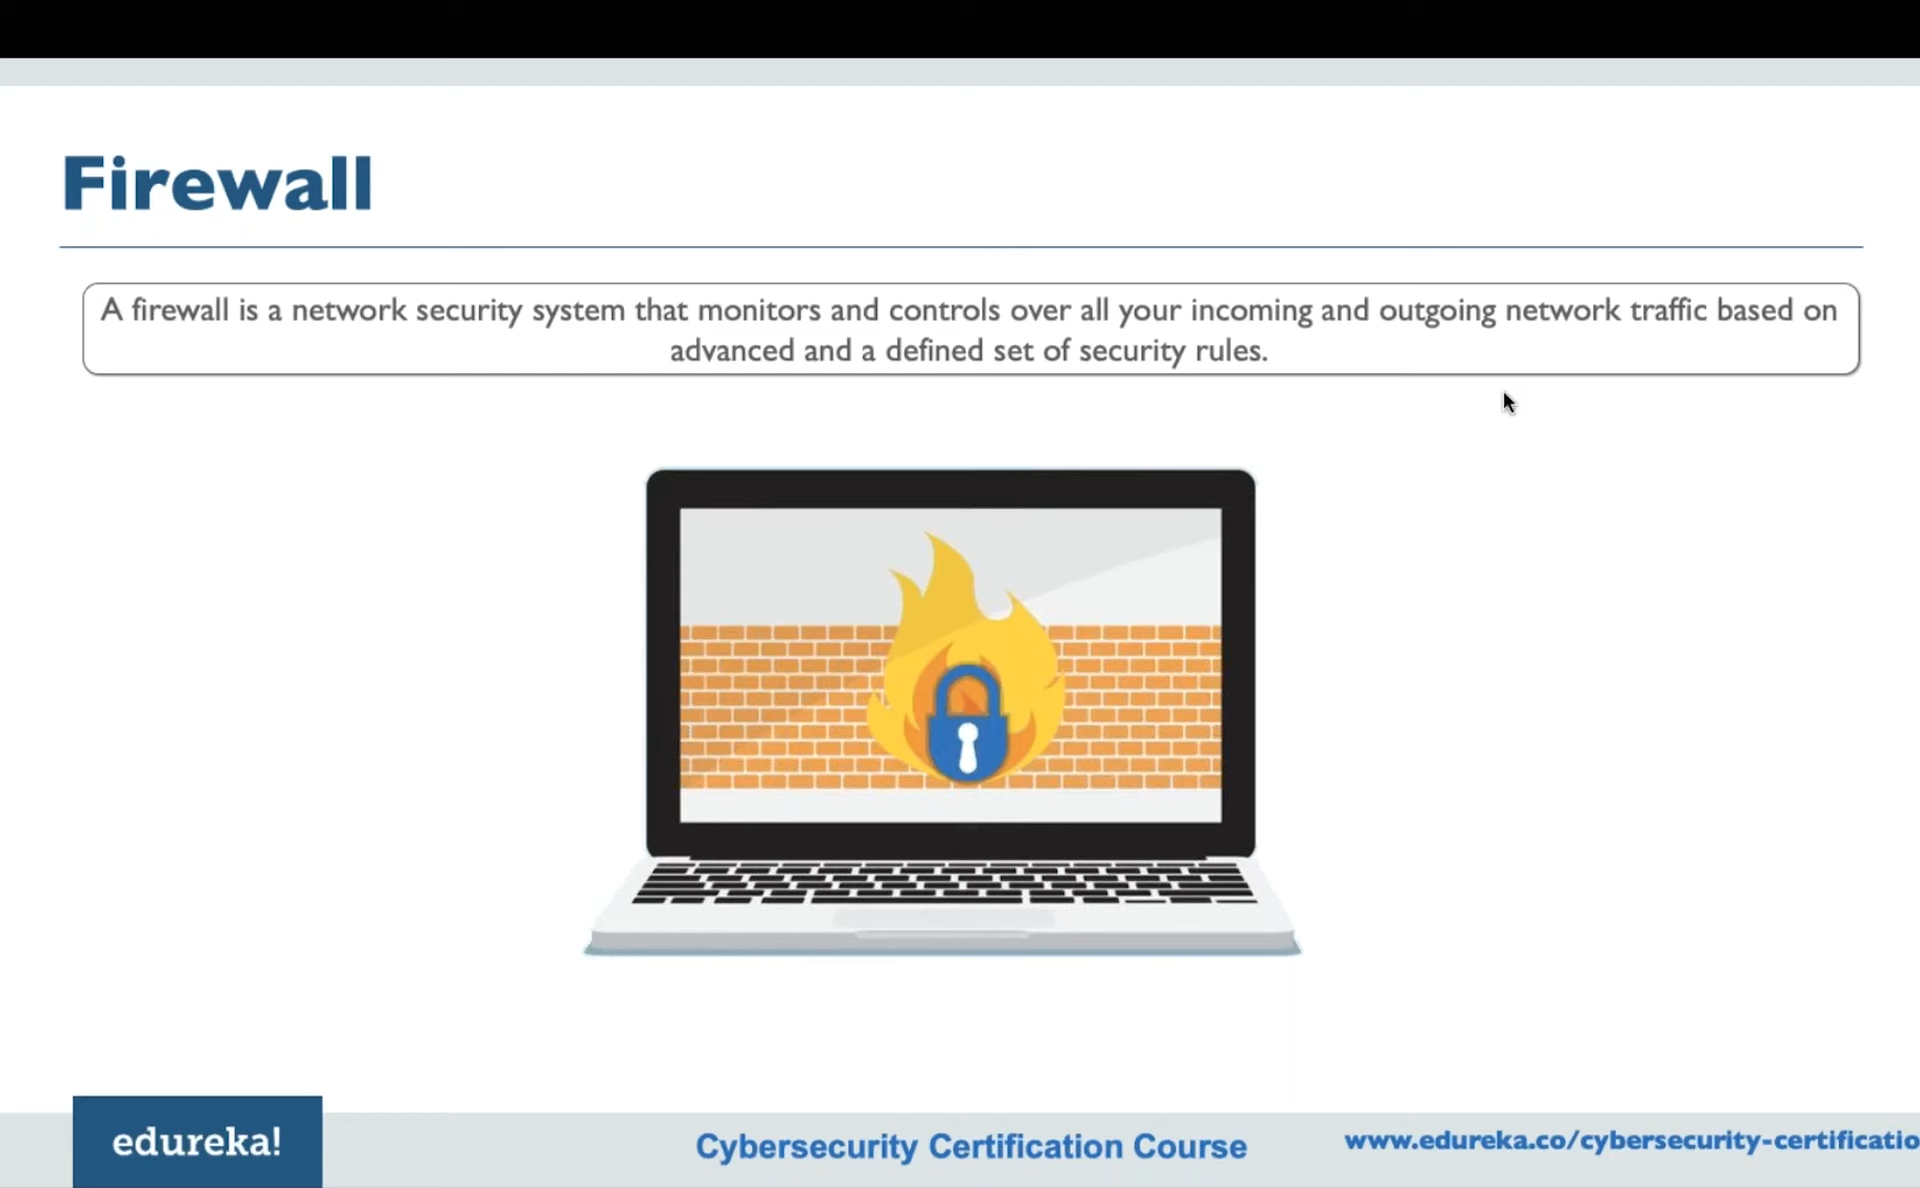 Firewall
A firewall is a network security system that monitors and controls over all your incoming and outgoing network traffic based on
advanced and a defined set of security rules.
edureka!
Cybersecurity Certification Course
www.edureka.co/cybersecurity-certificatio